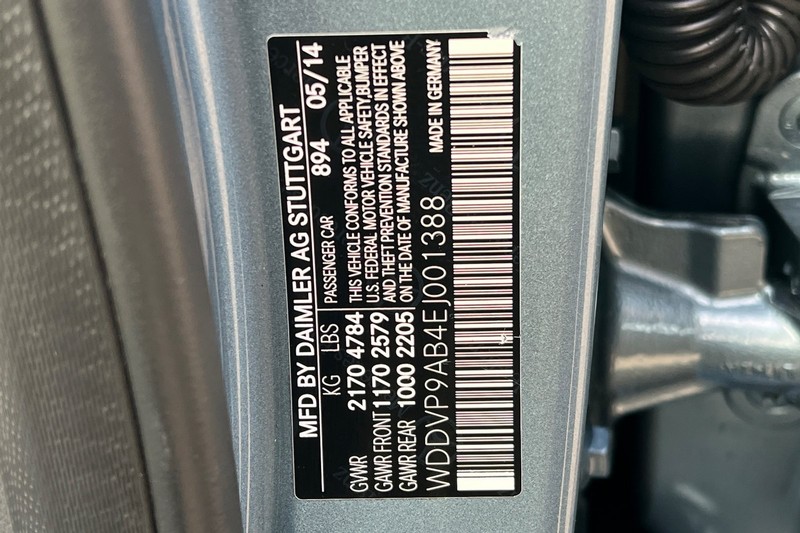 MFD BY DAIMLER AG STUTTGART
KG LBS PASSENGER CAR 894 05/14
GVWR 2170 4784
GAWR FRONT 1170 2579
GAWR REAR 1000 2205
THIS VEHICLE CONFORMS TO ALL APPLICABLE
U.S. FEDERAL MOTOR VEHICLE SAFETY,BUMPER
AND THEFT PREVENTION STANDARDS IN EFFECT
ON THE DATE OF MANUFACTURE SHOWN ABOVE
WDDVP9AB4EJ001388 MADE IN GERMANY